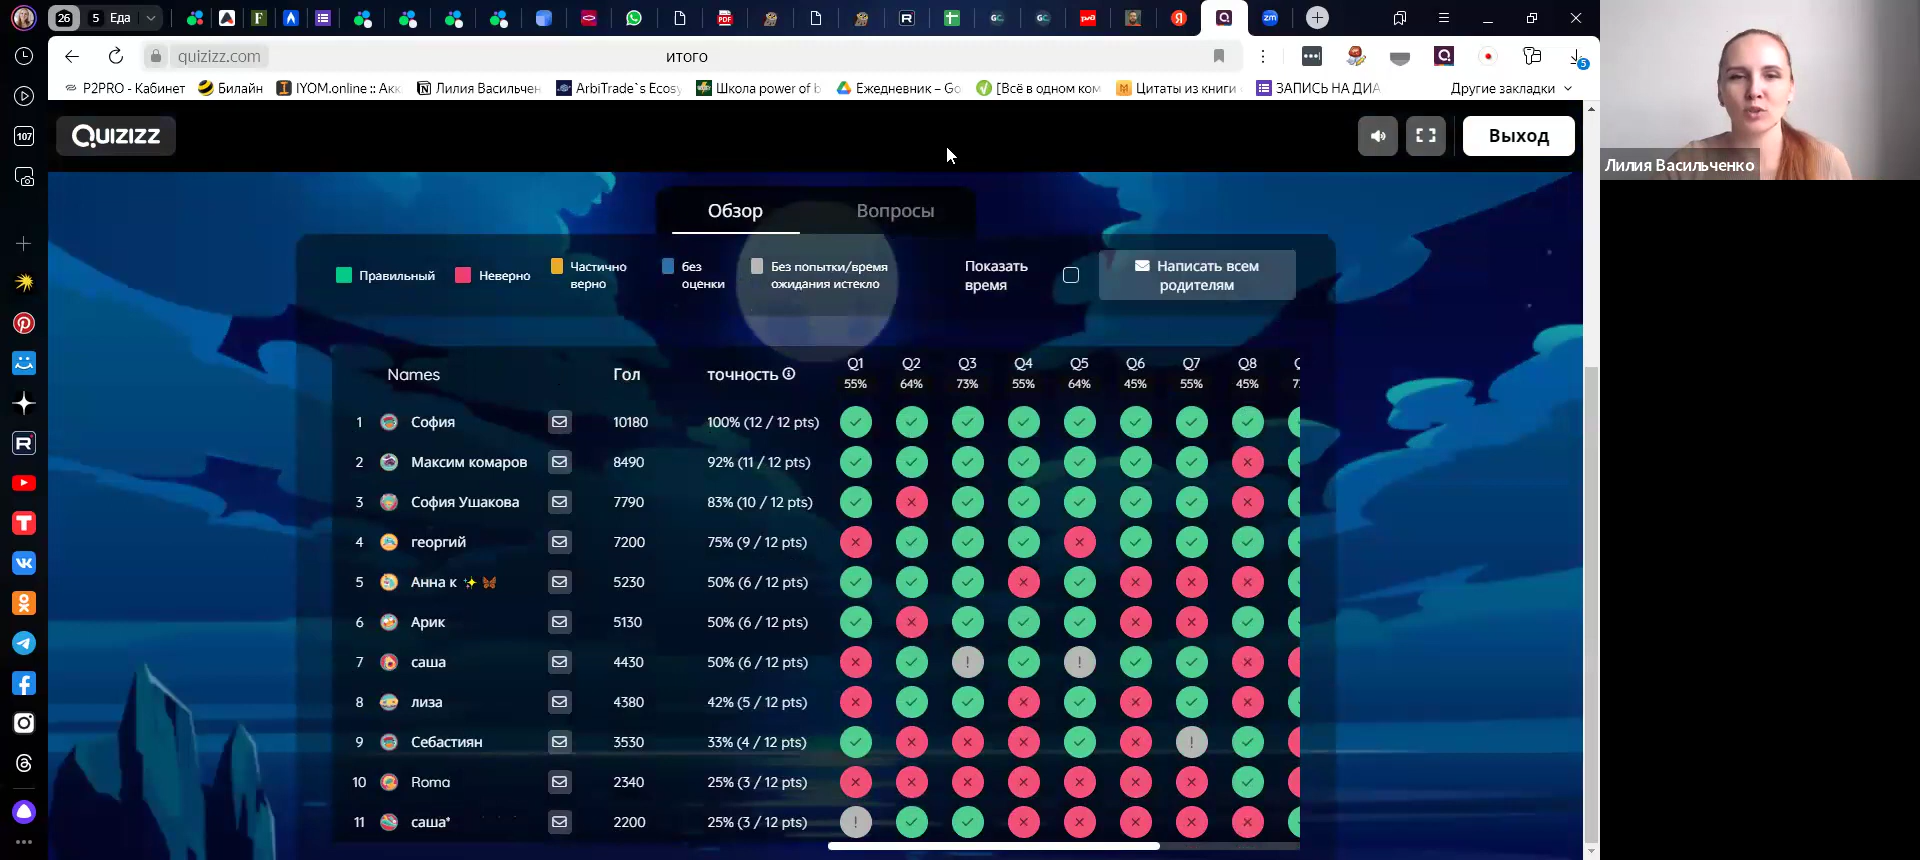 26
5 Еда
quizizz.com
итого
5
P2PRO - Кабинет
Билайн
IYOM.online :: Акк
Лилия Васильчен
ArbiTrade`s Ecosy
Школа power of b
Ежедневник – Go
[Всё в одном ком
Цитаты из книги
ЗАПИСЬ НА ДИА
Другие закладки
107
Quizizz
Выход
Лилия Васильченко
Обзор
Вопросы
Правильный
Неверно
Частично верно
без оценки
Без попытки/время ожидания истекло
Показать время
Написать всем родителям
Names Гол точность Q1 Q2 Q3 Q4 Q5 Q6 Q7 Q8
55% 64% 73% 55% 64% 45% 55% 45%
1 София 10180 100% (12 / 12 pts)
2 Максим комаров 8490 92% (11 / 12 pts)
3 София Ушакова 7790 83% (10 / 12 pts)
4 георгий 7200 75% (9 / 12 pts)
5 Анна к ✨ 🦋 5230 50% (6 / 12 pts)
6 Арик 5130 50% (6 / 12 pts)
7 саша 4430 50% (6 / 12 pts)
8 лиза 4380 42% (5 / 12 pts)
9 Себастиян 3530 33% (4 / 12 pts)
10 Roma 2340 25% (3 / 12 pts)
11 саша* 2200 25% (3 / 12 pts)